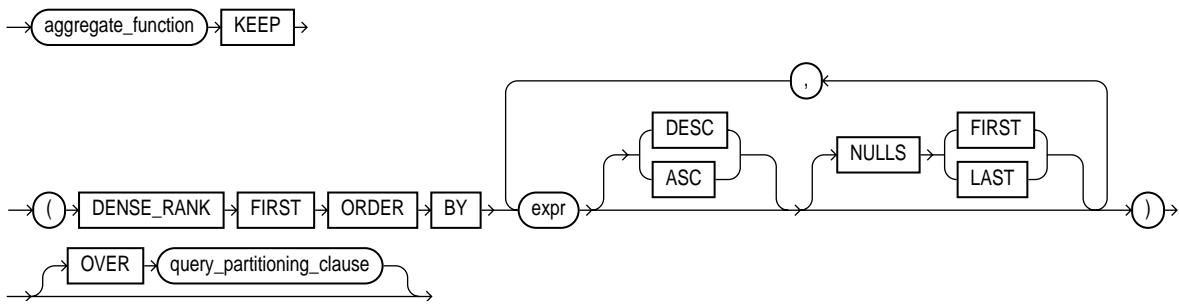 aggregate_function KEEP
,
DESC FIRST
NULLS
ASC LAST
( DENSE_RANK FIRST ORDER BY expr )
OVER query_partitioning_clause